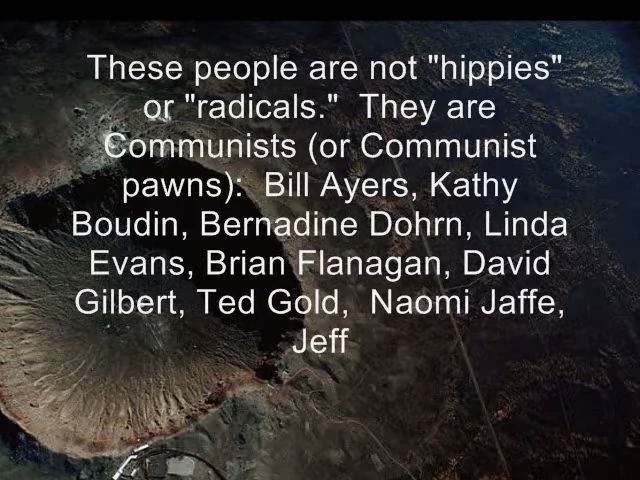 These people are not "hippies"
or "radicals."  They are
Communists (or Communist
pawns):  Bill Ayers, Kathy
Boudin, Bernadine Dohrn, Linda
Evans, Brian Flanagan, David
Gilbert, Ted Gold,  Naomi Jaffe,
Jeff